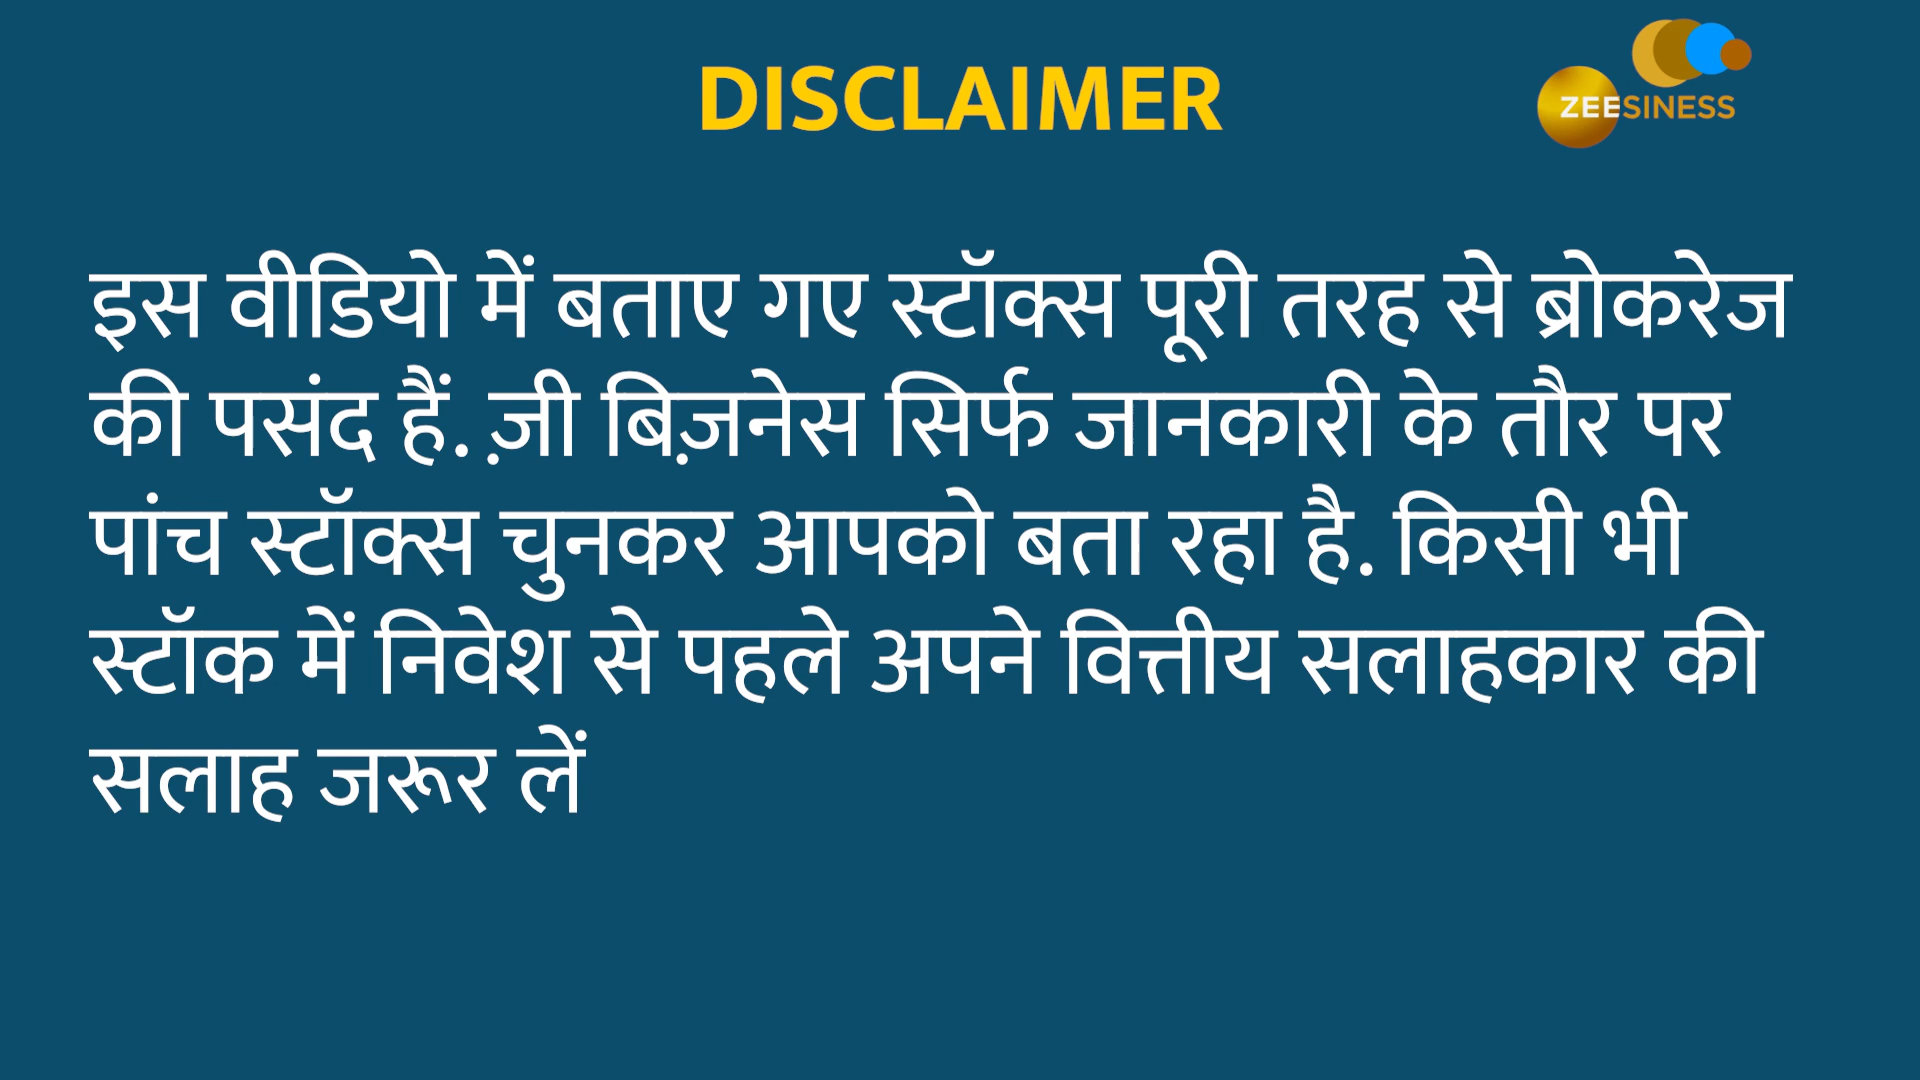 DISCLAIMER
ZEESINESS
इस वीडियो में बताए गए स्टॉक्स पूरी तरह से ब्रोकरेज
की पसंद हैं. ज़ी बिज़नेस सिर्फ जानकारी के तौर पर
पांच स्टॉक्स चुनकर आपको बता रहा है. किसी भी
स्टॉक में निवेश से पहले अपने वित्तीय सलाहकार की
सलाह जरूर लें